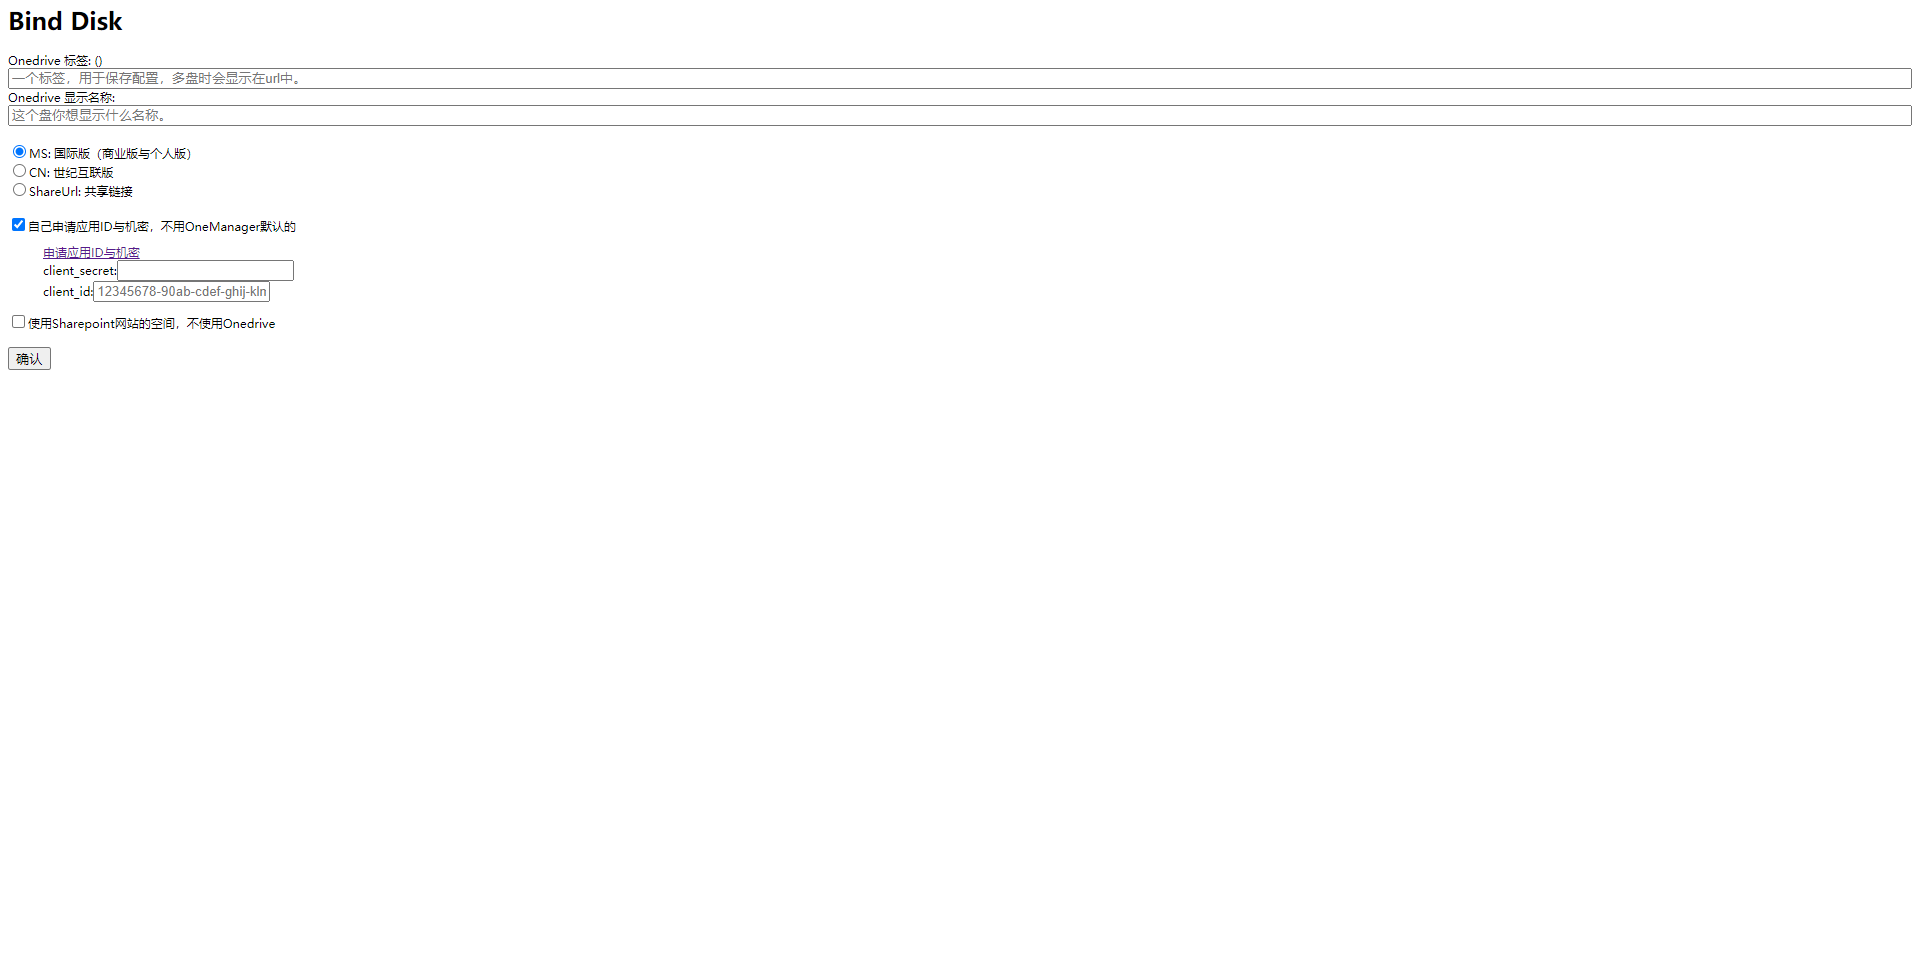 Bind Disk
Onedrive 标签: ()
一个标签，用于保存配置，多盘时会显示在url中。
Onedrive 显示名称:
这个盘你想显示什么名称。
MS: 国际版（商业版与个人版）
CN: 世纪互联版
ShareUrl: 共享链接
自己申请应用ID与机密，不用OneManager默认的
申请应用ID与机密
client_secret:
client_id: 12345678-90ab-cdef-ghij-kln
使用Sharepoint网站的空间，不使用Onedrive
确认